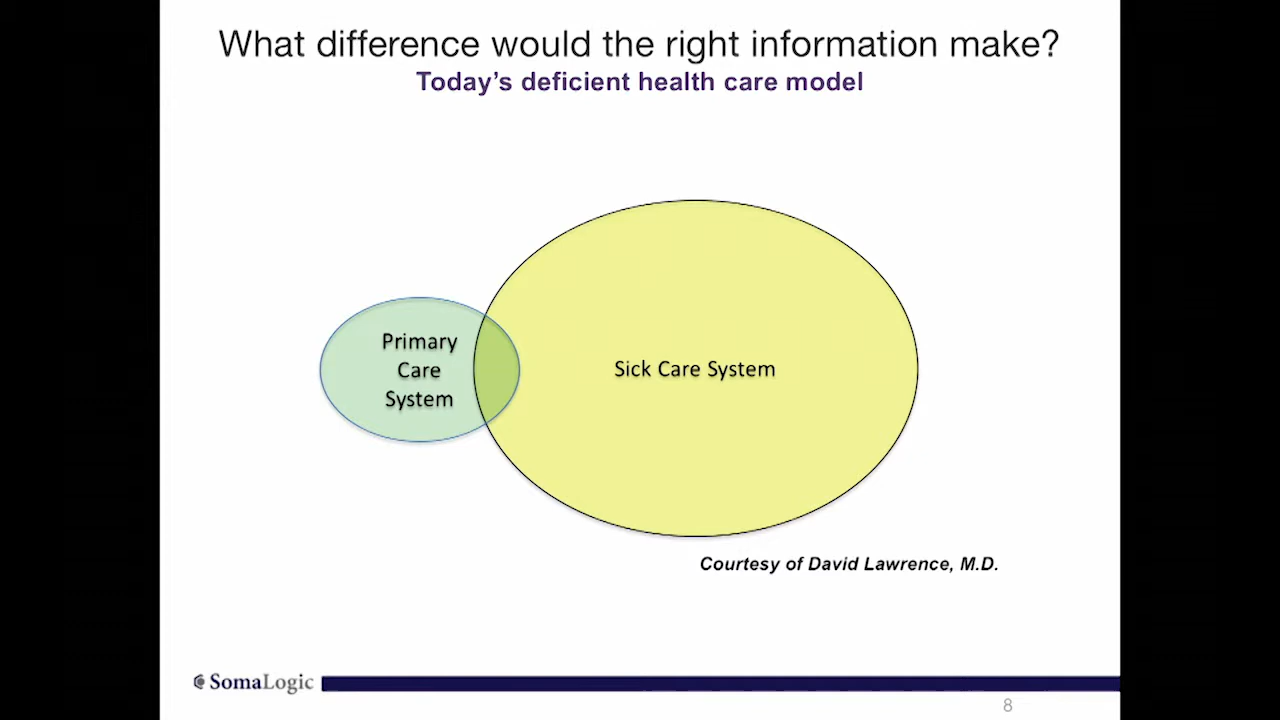 What difference would the right information make?
Today's deficient health care model
Primary
Care
System
Sick Care System
Courtesy of David Lawrence, M.D.
SomaLogic
8